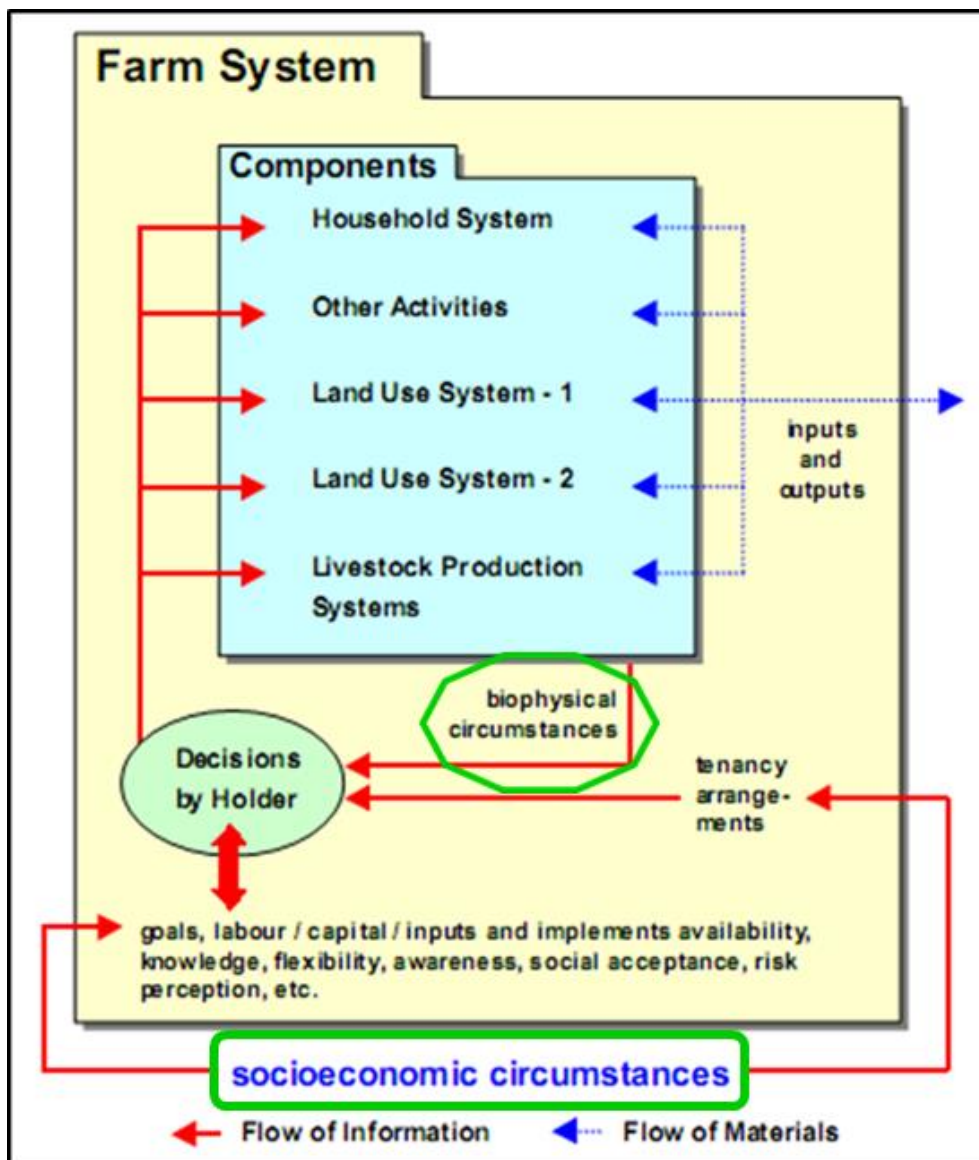 Farm System
Components
Household System
Other Activities
Land Use System - 1
Land Use System - 2
Livestock Production
Systems
inputs
and
outputs
biophysical
circumstances
Decisions
by Holder
tenancy
arrange-
ments
goals, labour / capital / inputs and implements availability,
knowledge, flexibility, awareness, social acceptance, risk
perception, etc.
socioeconomic circumstances
Flow of Information
Flow of Materials